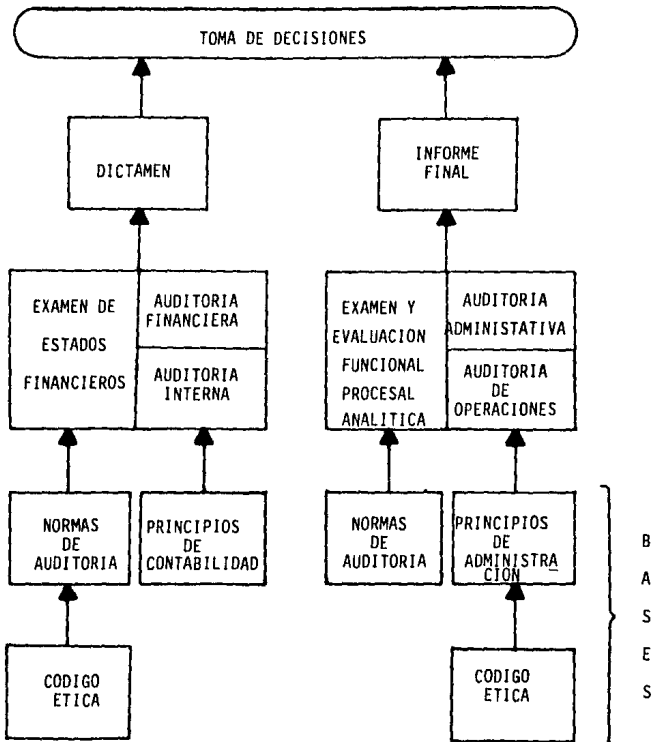 TOMA DE DECISIONES
DICTAMEN
INFORME
FINAL
EXAMEN DE
ESTADOS
FINANCIEROS
AUDITORIA
FINANCIERA
AUDITORIA
INTERNA
EXAMEN Y
EVALUACION
FUNCIONAL
PROCESAL
ANALITICA
AUDITORIA
ADMINISTATIVA
AUDITORIA
DE
OPERACIONES
NORMAS
DE
AUDITORIA
PRINCIPIOS
DE
CONTABILIDAD
NORMAS
DE
AUDITORIA
PRINCIPIOS
DE
ADMINISTRA
CION
CODIGO
ETICA
CODIGO
ETICA
B
A
S
E
S